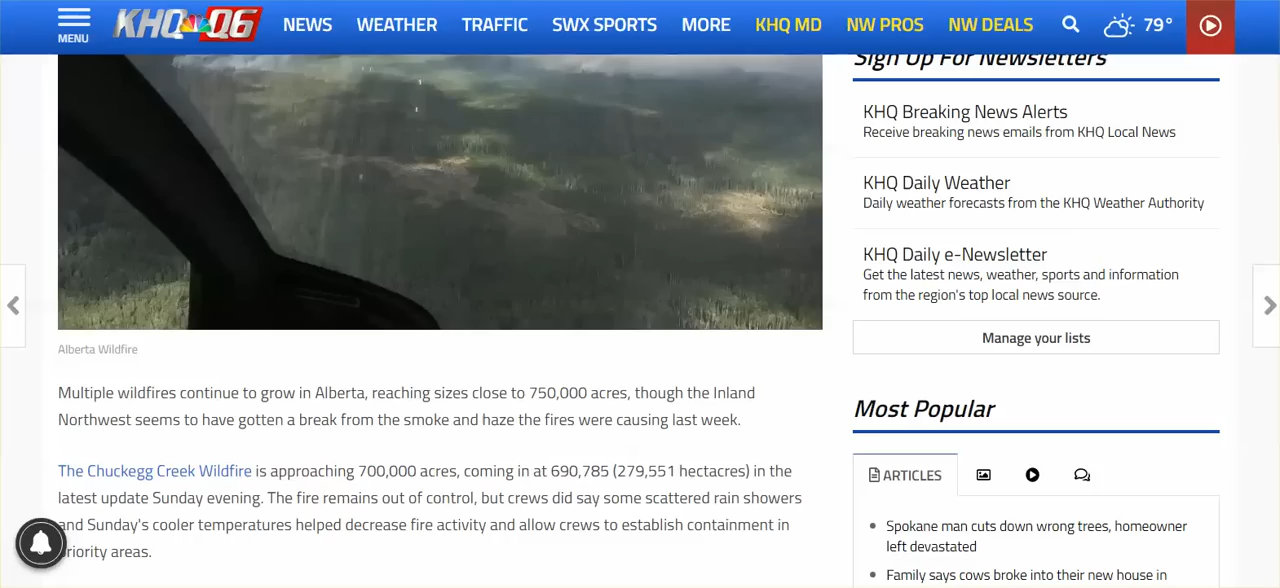 MENU
KHQ Q6
NEWS
WEATHER
TRAFFIC
SWX SPORTS
MORE
KHQ MD
NW PROS
NW DEALS
79°
Sign Up For Newsletters
KHQ Breaking News Alerts
Receive breaking news emails from KHQ Local News
KHQ Daily Weather
Daily weather forecasts from the KHQ Weather Authority
KHQ Daily e-Newsletter
Get the latest news, weather, sports and information
from the region's top local news source.
Manage your lists
Alberta Wildfire
Multiple wildfires continue to grow in Alberta, reaching sizes close to 750,000 acres, though the Inland
Northwest seems to have gotten a break from the smoke and haze the fires were causing last week.
The Chuckegg Creek Wildfire is approaching 700,000 acres, coming in at 690,785 (279,551 hectacres) in the
latest update Sunday evening. The fire remains out of control, but crews did say some scattered rain showers
and Sunday's cooler temperatures helped decrease fire activity and allow crews to establish containment in
priority areas.
Most Popular
ARTICLES
Spokane man cuts down wrong trees, homeowner
left devastated
Family says cows broke into their new house in